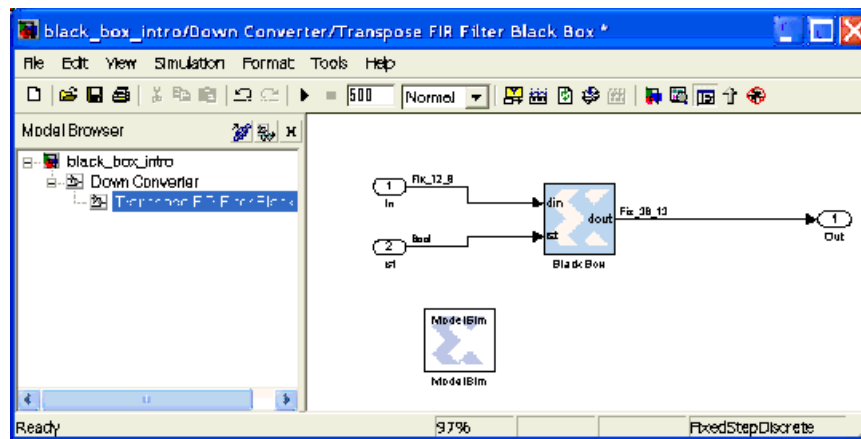 black_box_intro/Down Converter/Transpose FIR Filter Black Box *
File Edit View Simulation Format Tools Help
500 Normal
Model Browser
black_box_intro
Down Converter
1
In
Fix_12_8
2
rst
Bool
din
rst
dout
Black Box
1
Out
ModelSim
ModelSim
Ready 97% FixedStepDiscrete